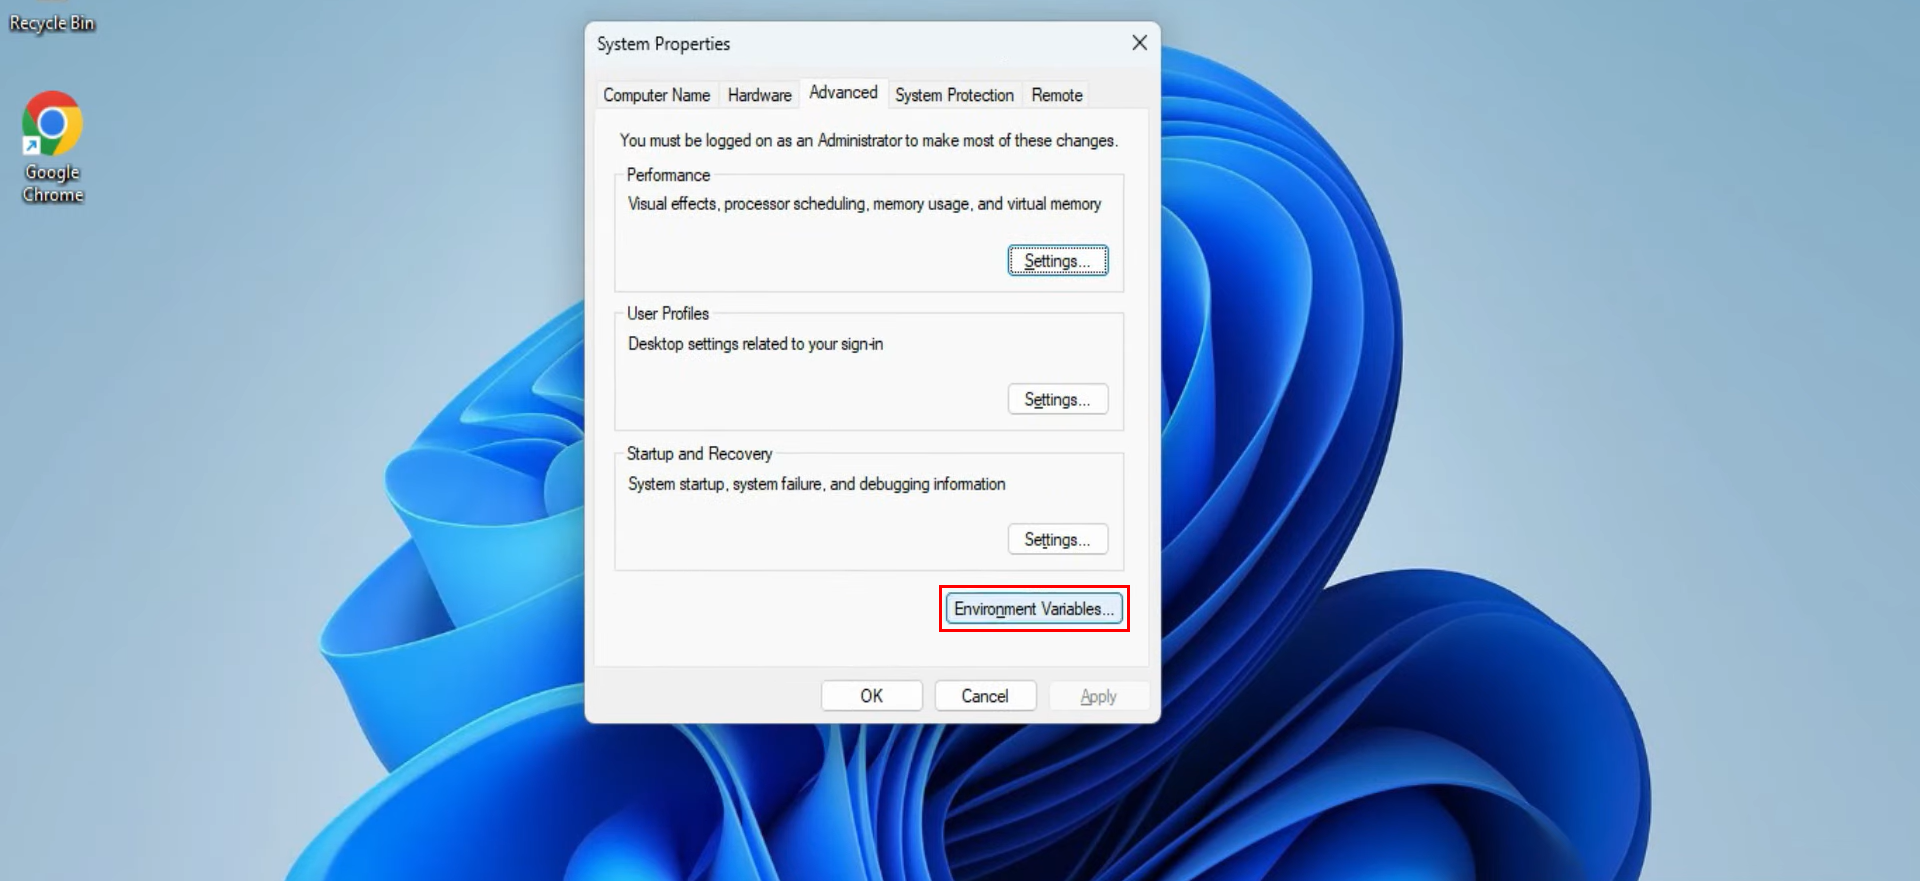 Recycle Bin
Google
Chrome
System Properties
Computer Name
Hardware
Advanced
System Protection
Remote
You must be logged on as an Administrator to make most of these changes.
Performance
Visual effects, processor scheduling, memory usage, and virtual memory
Settings...
User Profiles
Desktop settings related to your sign-in
Settings...
Startup and Recovery
System startup, system failure, and debugging information
Settings...
Environment Variables...
OK
Cancel
Apply